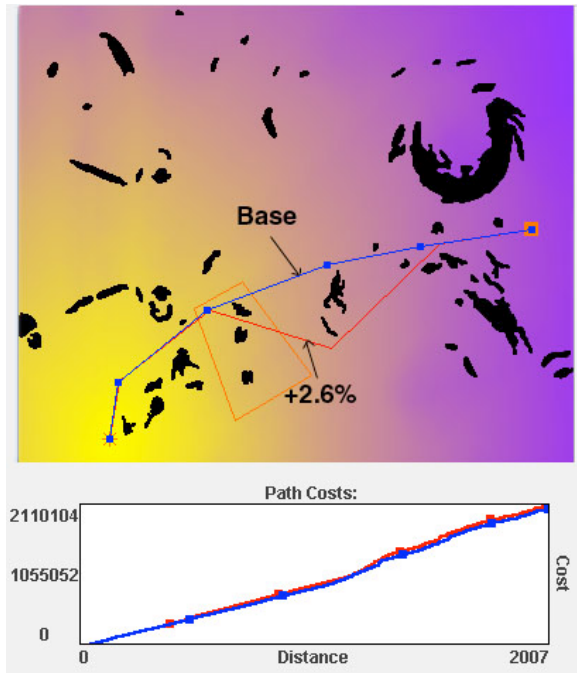 Base
+2.6%
Path Costs:
2110104
1055052
0
Cost
0 Distance 2007